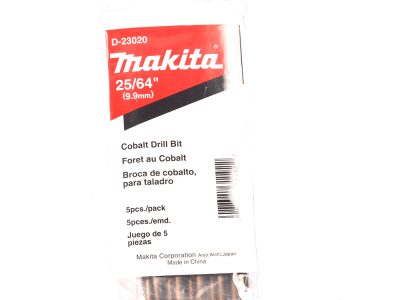 D-23020
makita
25/64"
(9.9mm)
Cobalt Drill Bit
Foret au Cobalt
Broca de cobalto,
para taladro
5pcs./pack
5pces./emd.
Juego de 5
piezas
Makita Corporation Anjo, Aichi, Japan
Made in China